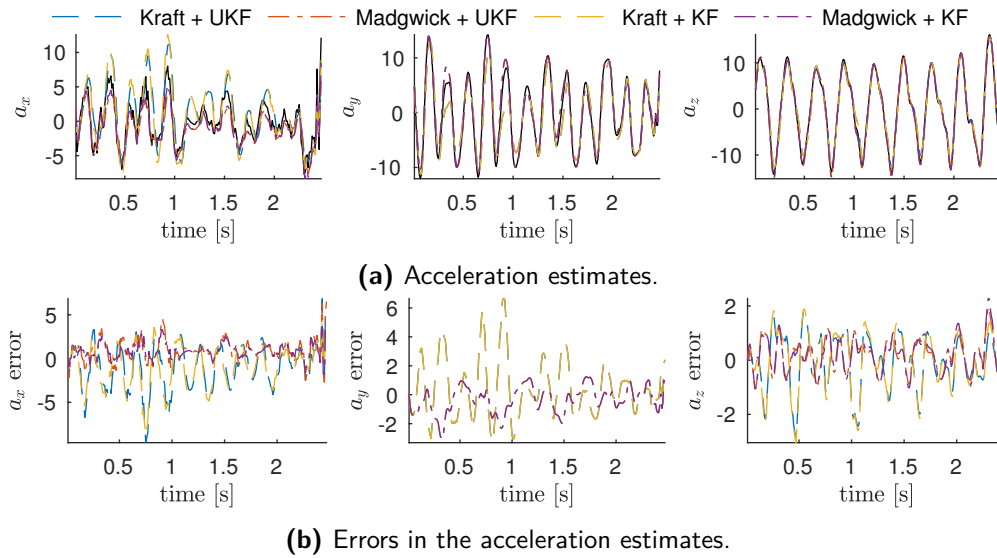 Kraft + UKF Madgwick + UKF Kraft + KF Madgwick + KF
a_x
10
5
0
-5
0.5 1 1.5 2
time [s]
a_y
10
0
-10
0.5 1 1.5 2
time [s]
a_z
10
0
-10
0.5 1 1.5 2
time [s]
(a) Acceleration estimates.
a_x error
5
0
-5
0.5 1 1.5 2
time [s]
a_y error
6
4
2
0
-2
0.5 1 1.5 2
time [s]
a_z error
2
0
-2
0.5 1 1.5 2
time [s]
(b) Errors in the acceleration estimates.